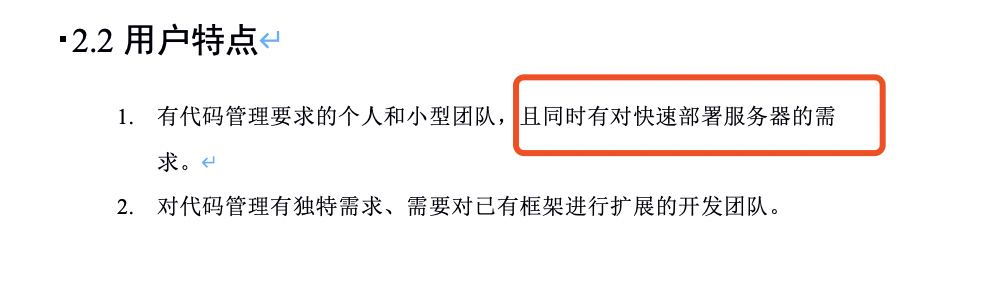 2.2 用户特点
1. 有代码管理要求的个人和小型团队，且同时有对快速部署服务器的需
求。
2. 对代码管理有独特需求、需要对已有框架进行扩展的开发团队。